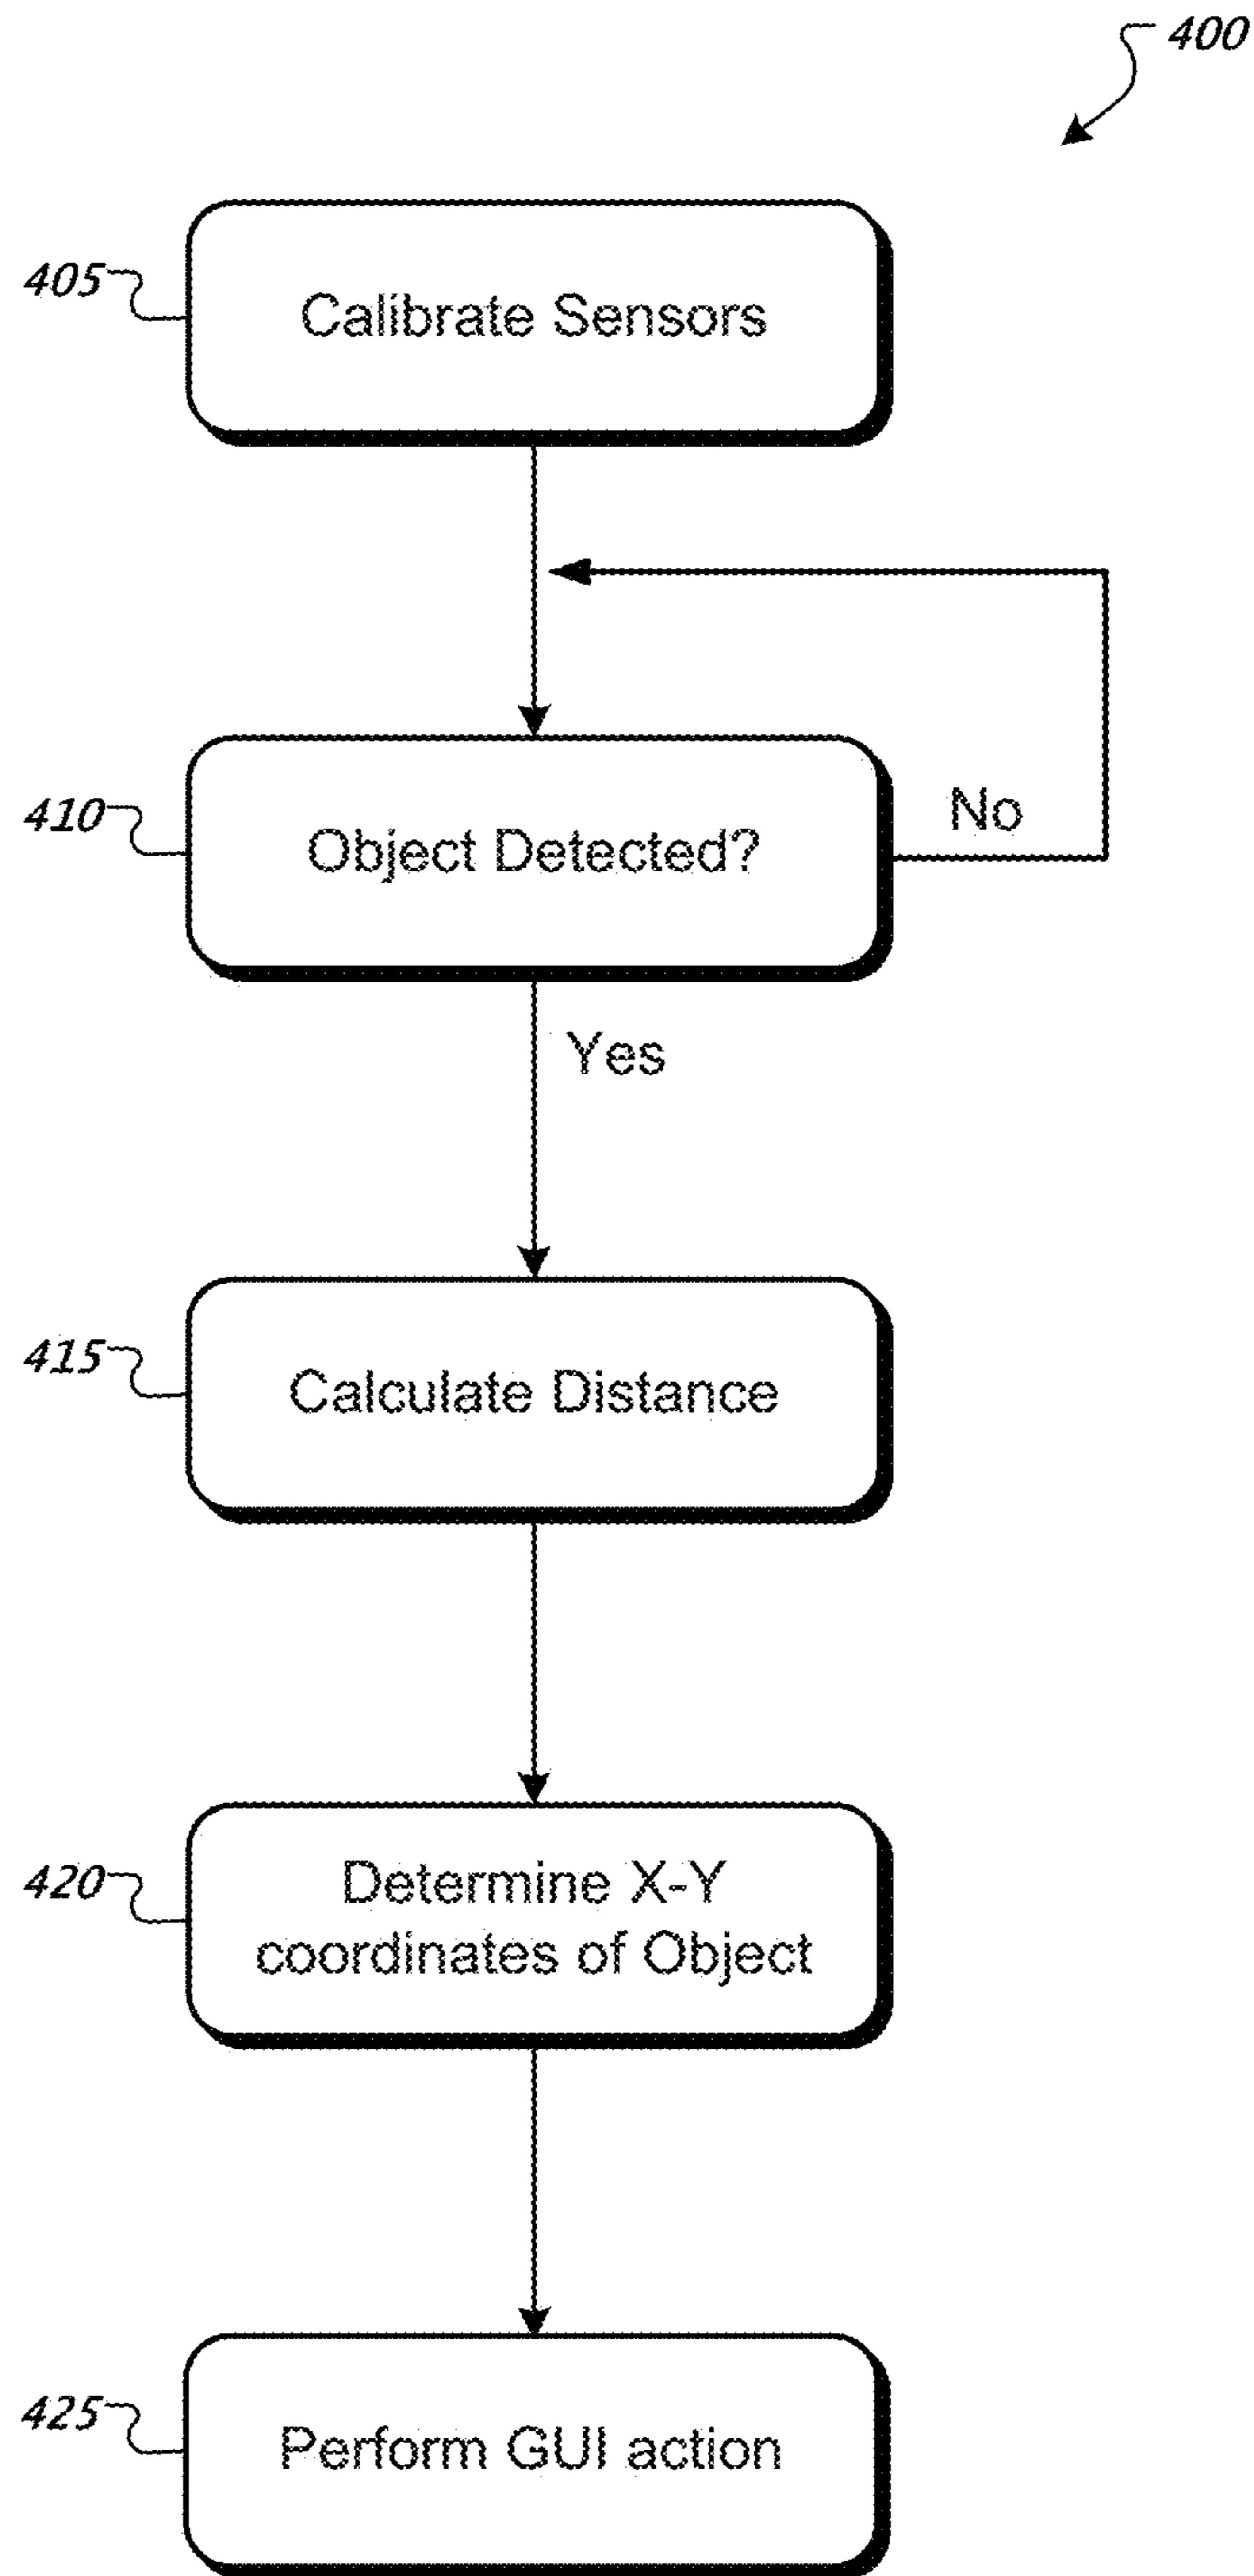 400
405
Calibrate Sensors
410
Object Detected?
No
Yes
415
Calculate Distance
420
Determine X-Y
coordinates of Object
425
Perform GUI action